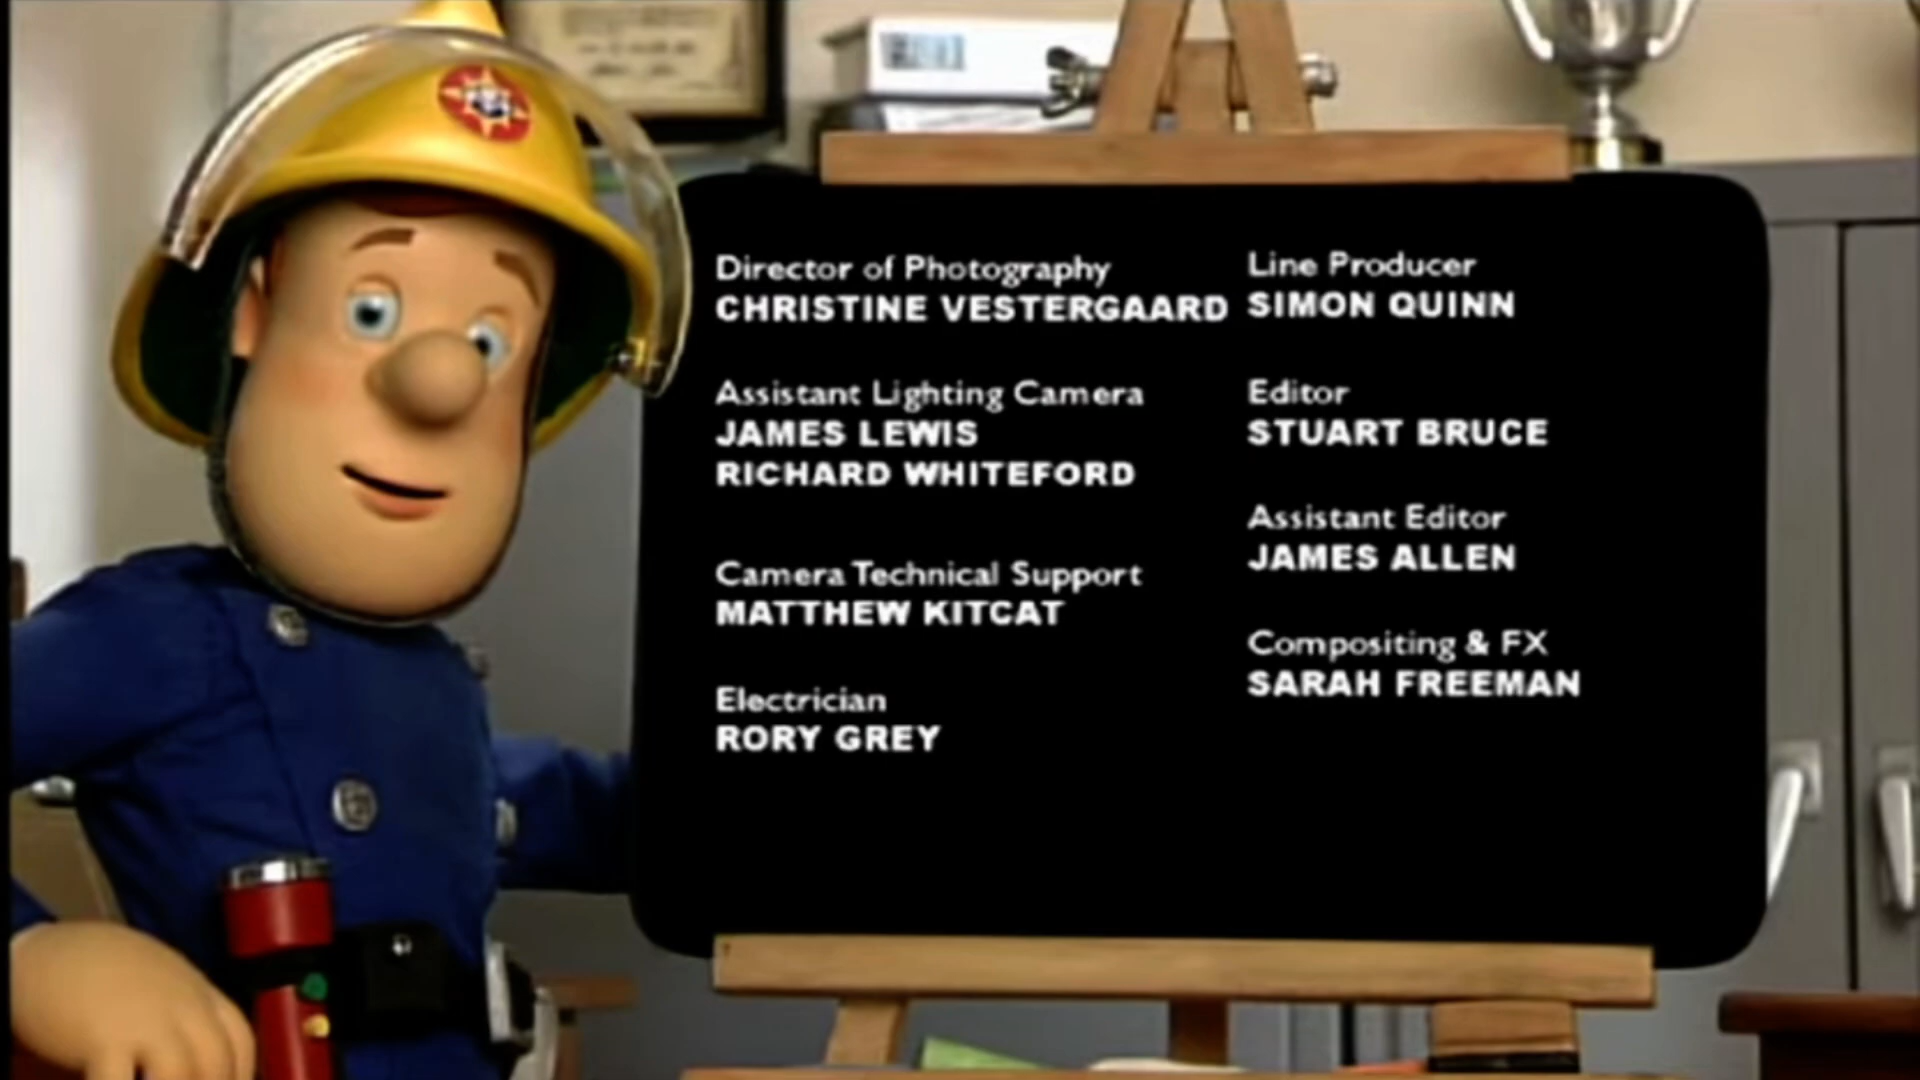 Director of Photography
CHRISTINE VESTERGAARD
Assistant Lighting Camera
JAMES LEWIS
RICHARD WHITEFORD
Camera Technical Support
MATTHEW KITCAT
Electrician
RORY GREY
Line Producer
SIMON QUINN
Editor
STUART BRUCE
Assistant Editor
JAMES ALLEN
Compositing & FX
SARAH FREEMAN